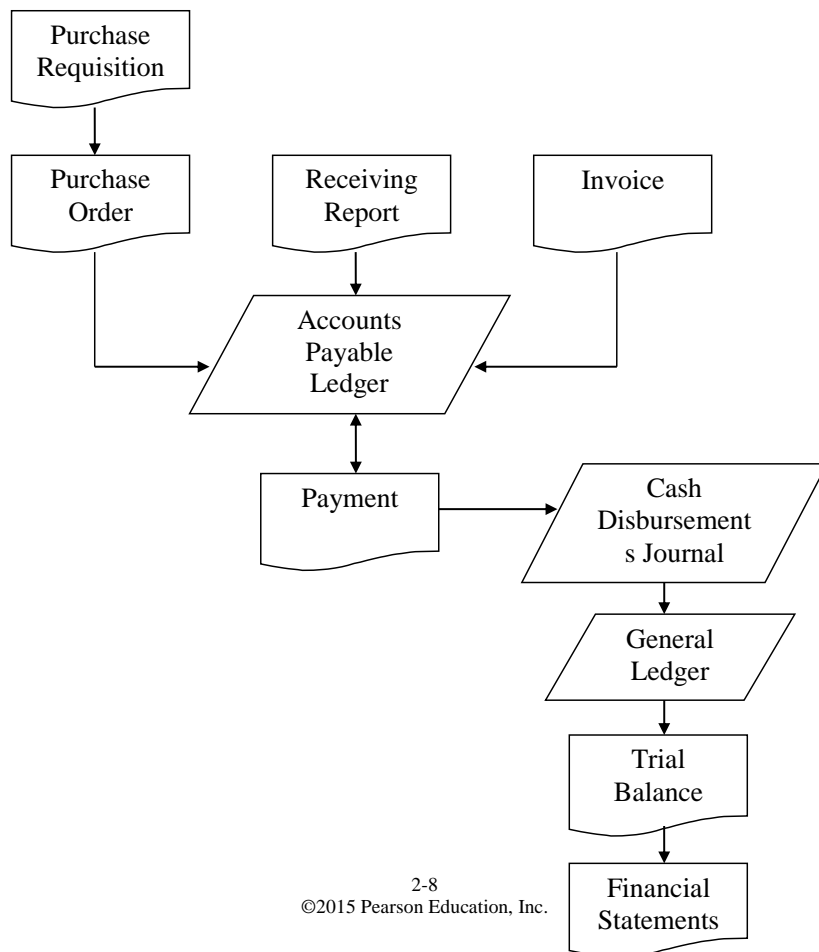 Purchase
Requisition
Purchase
Order
Receiving
Report
Invoice
Accounts
Payable
Ledger
Payment
Cash
Disbursement
s Journal
General
Ledger
Trial
Balance
Financial
Statements
2-8
©2015 Pearson Education, Inc.